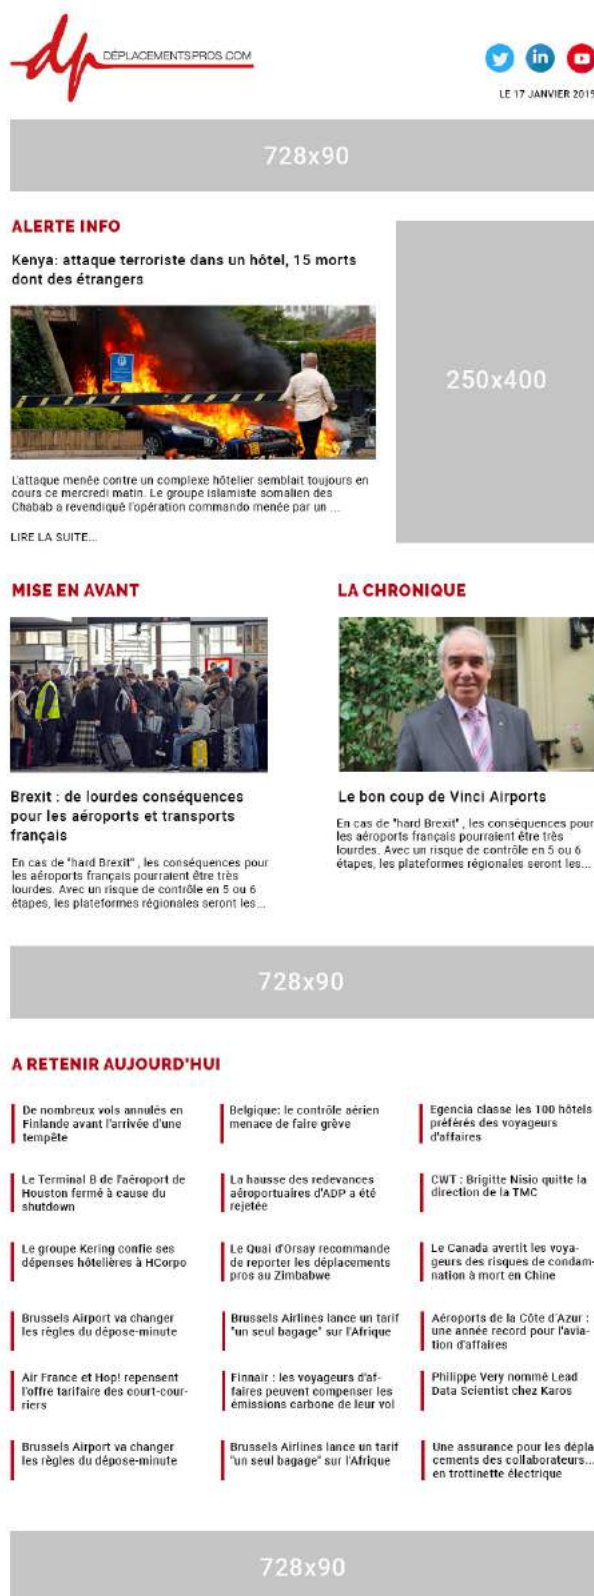 dp DÉPLACEMENTSPROS.COM
in
LE 17 JANVIER 2019
728x90
ALERTE INFO
Kenya: attaque terroriste dans un hôtel, 15 morts
dont des étrangers
250x400
L'attaque menée contre un complexe hôtelier semblait toujours en
cours ce mercredi matin. Le groupe islamiste somalien des
Chabab a revendiqué l'opération commando menée par un ...
LIRE LA SUITE...
MISE EN AVANT
Brexit : de lourdes conséquences
pour les aéroports et transports
français
En cas de "hard Brexit" , les conséquences pour
les aéroports français pourraient être très
lourdes. Avec un risque de contrôle en 5 ou 6
étapes, les plateformes régionales seront les...
LA CHRONIQUE
Le bon coup de Vinci Airports
En cas de "hard Brexit" , les conséquences pour
les aéroports français pourraient être très
lourdes. Avec un risque de contrôle en 5 ou 6
étapes, les plateformes régionales seront les...
728x90
A RETENIR AUJOURD'HUI
De nombreux vols annulés en
Finlande avant l'arrivée d'une
tempête
Belgique: le contrôle aérien
menace de faire grève
Egencia classe les 100 hôtels
préférés des voyageurs
d'affaires
Le Terminal B de l'aéroport de
Houston fermé à cause du
shutdown
La hausse des redevances
aéroportuaires d'ADP a été
rejetée
CWT : Brigitte Nisio quitte la
direction de la TMC
Le groupe Kering confie ses
dépenses hôtelières à HCorpo
Le Quai d'Orsay recommande
de reporter les déplacements
pros au Zimbabwe
Le Canada avertit les voya-
geurs des risques de condam-
nation à mort en Chine
Brussels Airport va changer
les règles du dépose-minute
Brussels Airlines lance un tarif
"un seul bagage" sur l'Afrique
Aéroports de la Côte d'Azur :
une année record pour l'avia-
tion d'affaires
Air France et Hop! repensent
l'offre tarifaire des court-cour-
riers
Finnair : les voyageurs d'af-
faires peuvent compenser les
émissions carbone de leur vol
Philippe Very nommé Lead
Data Scientist chez Karos
Brussels Airport va changer
les règles du dépose-minute
Brussels Airlines lance un tarif
"un seul bagage" sur l'Afrique
Une assurance pour les dépla
cements des collaborateurs...
en trottinette électrique
728x90